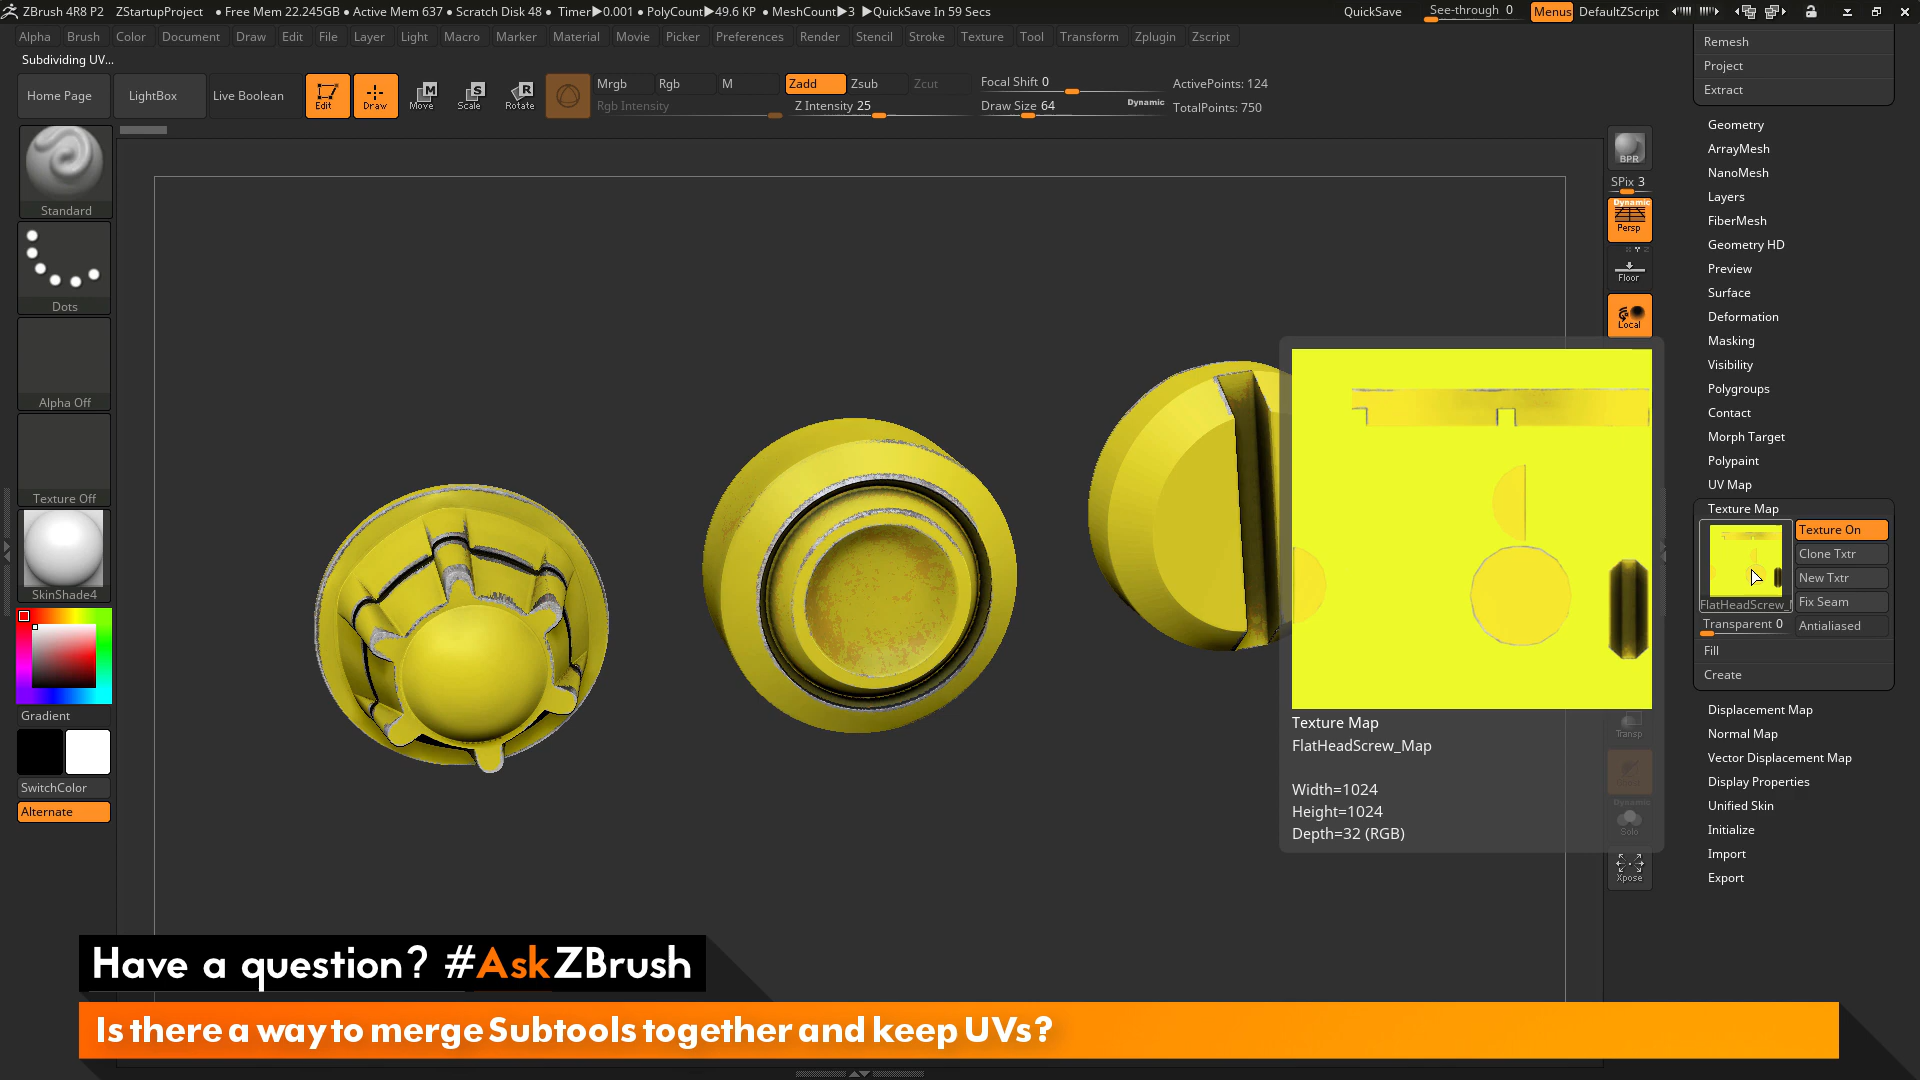 ZBrush 4R8 P2 ZStartupProject • Free Mem 22.245GB • Active Mem 637 • Scratch Disk 48 • Timer▶0.001 • PolyCount▶49.6 KP • MeshCount▶3 ▶QuickSave In 59 Secs QuickSave See-through 0 Menus DefaultZScript
Alpha Brush Color Document Draw Edit File Layer Light Macro Marker Material Movie Picker Preferences Render Stencil Stroke Texture Tool Transform Zplugin Zscript
Subdividing UV...
Home Page LightBox Live Boolean Edit Draw Move Scale Rotate
M S R
Mrgb Rgb M Zadd Zsub Zcut
Rgb Intensity Z Intensity 25
Focal Shift 0
Draw Size 64 Dynamic
ActivePoints: 124
TotalPoints: 750
Standard
Dots
Alpha Off
Texture Off
SkinShade4
Gradient
SwitchColor
Alternate
BPR
SPix 3
Dynamic
Persp
Floor
Local
Transp
Dynamic
Solo
Xpose
Texture Map
FlatHeadScrew_Map
Width=1024
Height=1024
Depth=32 (RGB)
Remesh
Project
Extract
Geometry
ArrayMesh
NanoMesh
Layers
FiberMesh
Geometry HD
Preview
Surface
Deformation
Masking
Visibility
Polygroups
Contact
Morph Target
Polypaint
UV Map
Texture Map
Texture On
Clone Txtr
New Txtr
FlatHeadScrew_ Fix Seam
Transparent 0 Antialiased
Fill
Create
Displacement Map
Normal Map
Vector Displacement Map
Display Properties
Unified Skin
Initialize
Import
Export
Have a question? #AskZBrush
Is there a way to merge Subtools together and keep UVs?